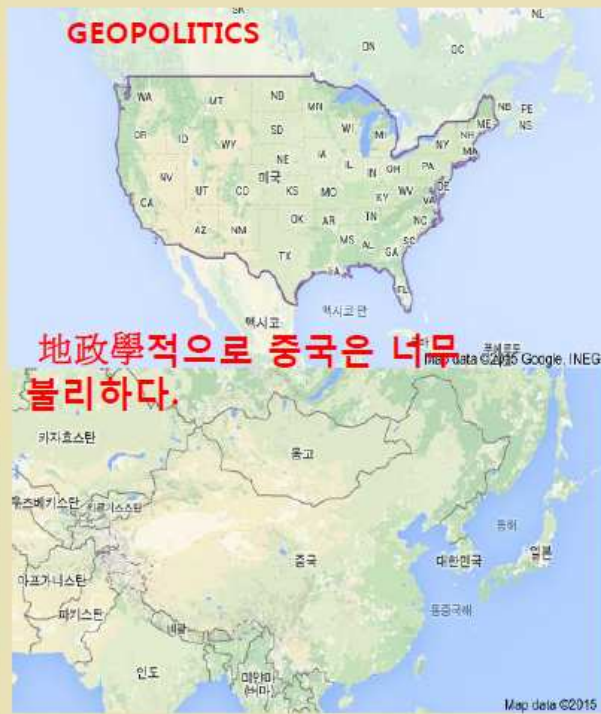 SK
NL
GEOPOLITICS
ON
QC
WA
MT
ND
MN
NB
PE
NS
OR
ID
SD
WI
MI
ME
NH
NY
MA
WY
NE
IA
IL
IN
OH
PA
NV
UT
CO
미국
KS
MO
KY
WV
VA
DE
CA
AZ
NM
OK
AR
TN
NC
SC
MS
AL
GA
TX
LA
FL
멕시코
멕시코 만
地政學적으로 중국은 너무
Map data ©2015 Google, INEG
불리하다.
카자흐스탄
몽고
우즈베키스탄
키르기스스탄
중국
대한민국
동해
일본
아프가니스탄
파키스탄
동중국해
네팔
인도
미얀마
(버마)
Map data ©2015